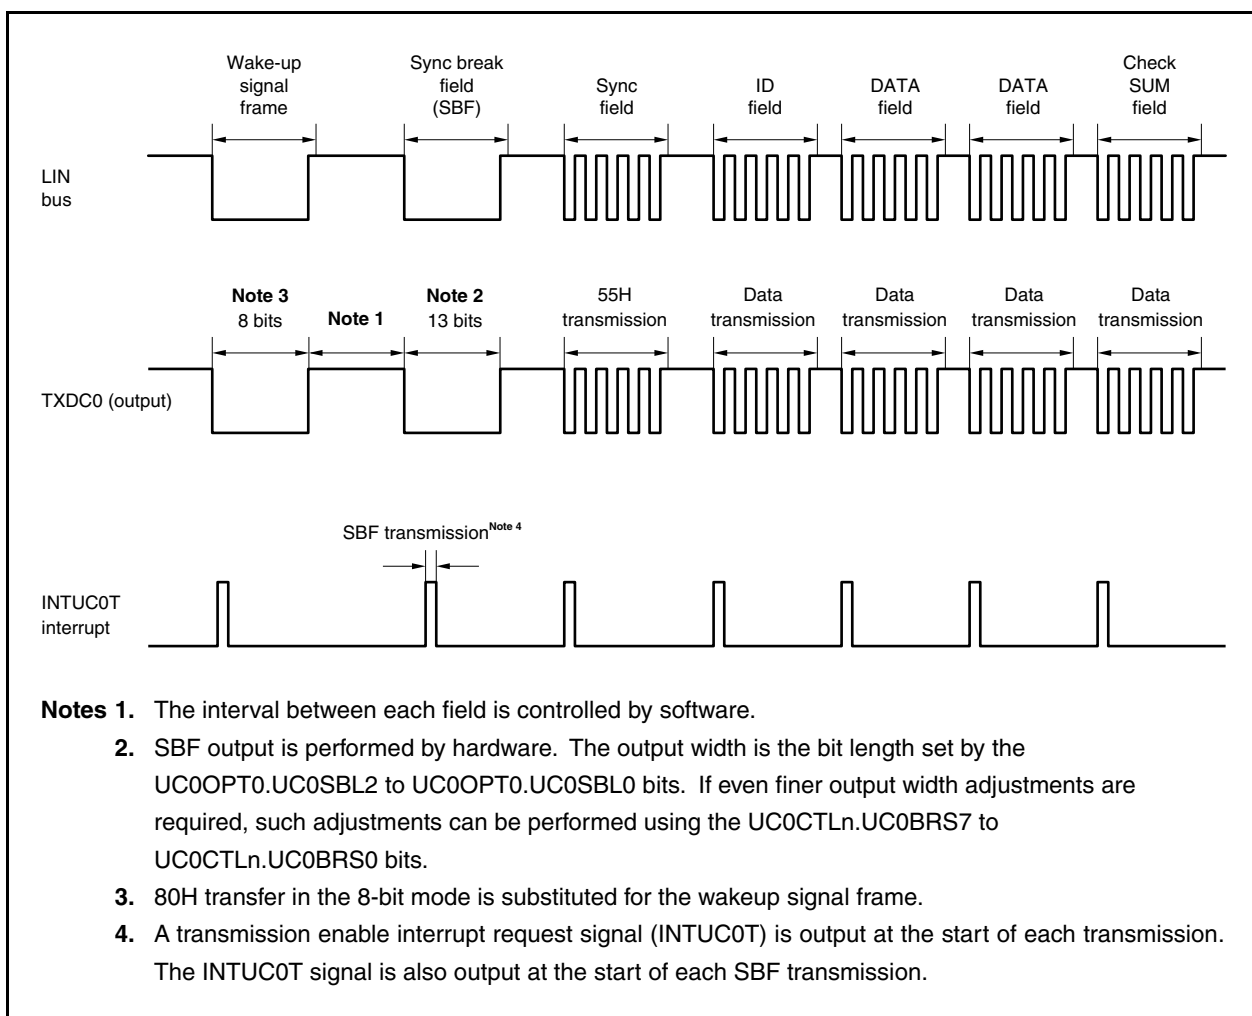 Wake-up
signal
frame
Sync break
field
(SBF)
Sync
field
ID
field
DATA
field
DATA
field
Check
SUM
field
LIN
bus
Note 3
8 bits
Note 1
Note 2
13 bits
55H
transmission
Data
transmission
Data
transmission
Data
transmission
Data
transmission
TXDC0 (output)
SBF transmission Note 4
INTUC0T
interrupt
Notes 1. The interval between each field is controlled by software.
2. SBF output is performed by hardware. The output width is the bit length set by the
UC0OPT0.UC0SBL2 to UC0OPT0.UC0SBL0 bits. If even finer output width adjustments are
required, such adjustments can be performed using the UC0CTLn.UC0BRS7 to
UC0CTLn.UC0BRS0 bits.
3. 80H transfer in the 8-bit mode is substituted for the wakeup signal frame.
4. A transmission enable interrupt request signal (INTUC0T) is output at the start of each transmission.
The INTUC0T signal is also output at the start of each SBF transmission.